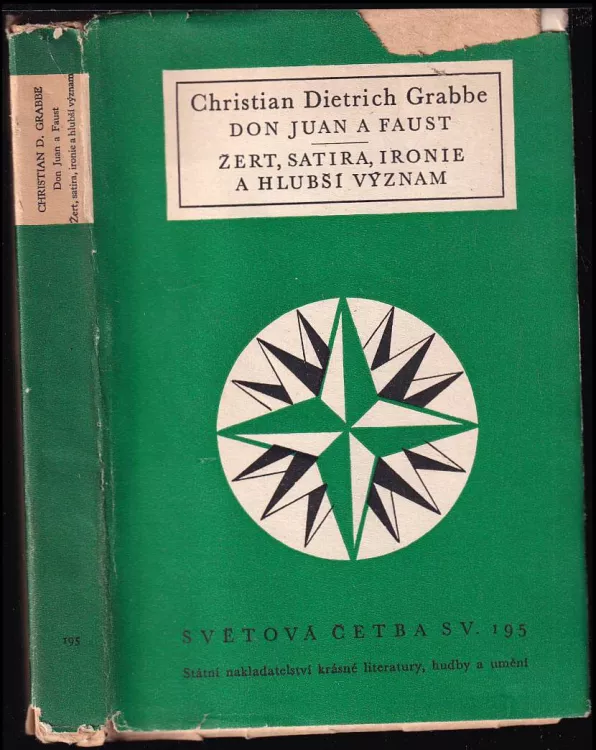 CHRISTIAN D. GRABBE
Don Juan a Faust
Žert, satira, ironie a hlubší význam
195
Christian Dietrich Grabbe
DON JUAN A FAUST
ŽERT, SATIRA, IRONIE
A HLUBŠÍ VÝZNAM
SVĚTOVÁ ČETBA SV. 195
Státní nakladatelství krásné literatury, hudby a umění